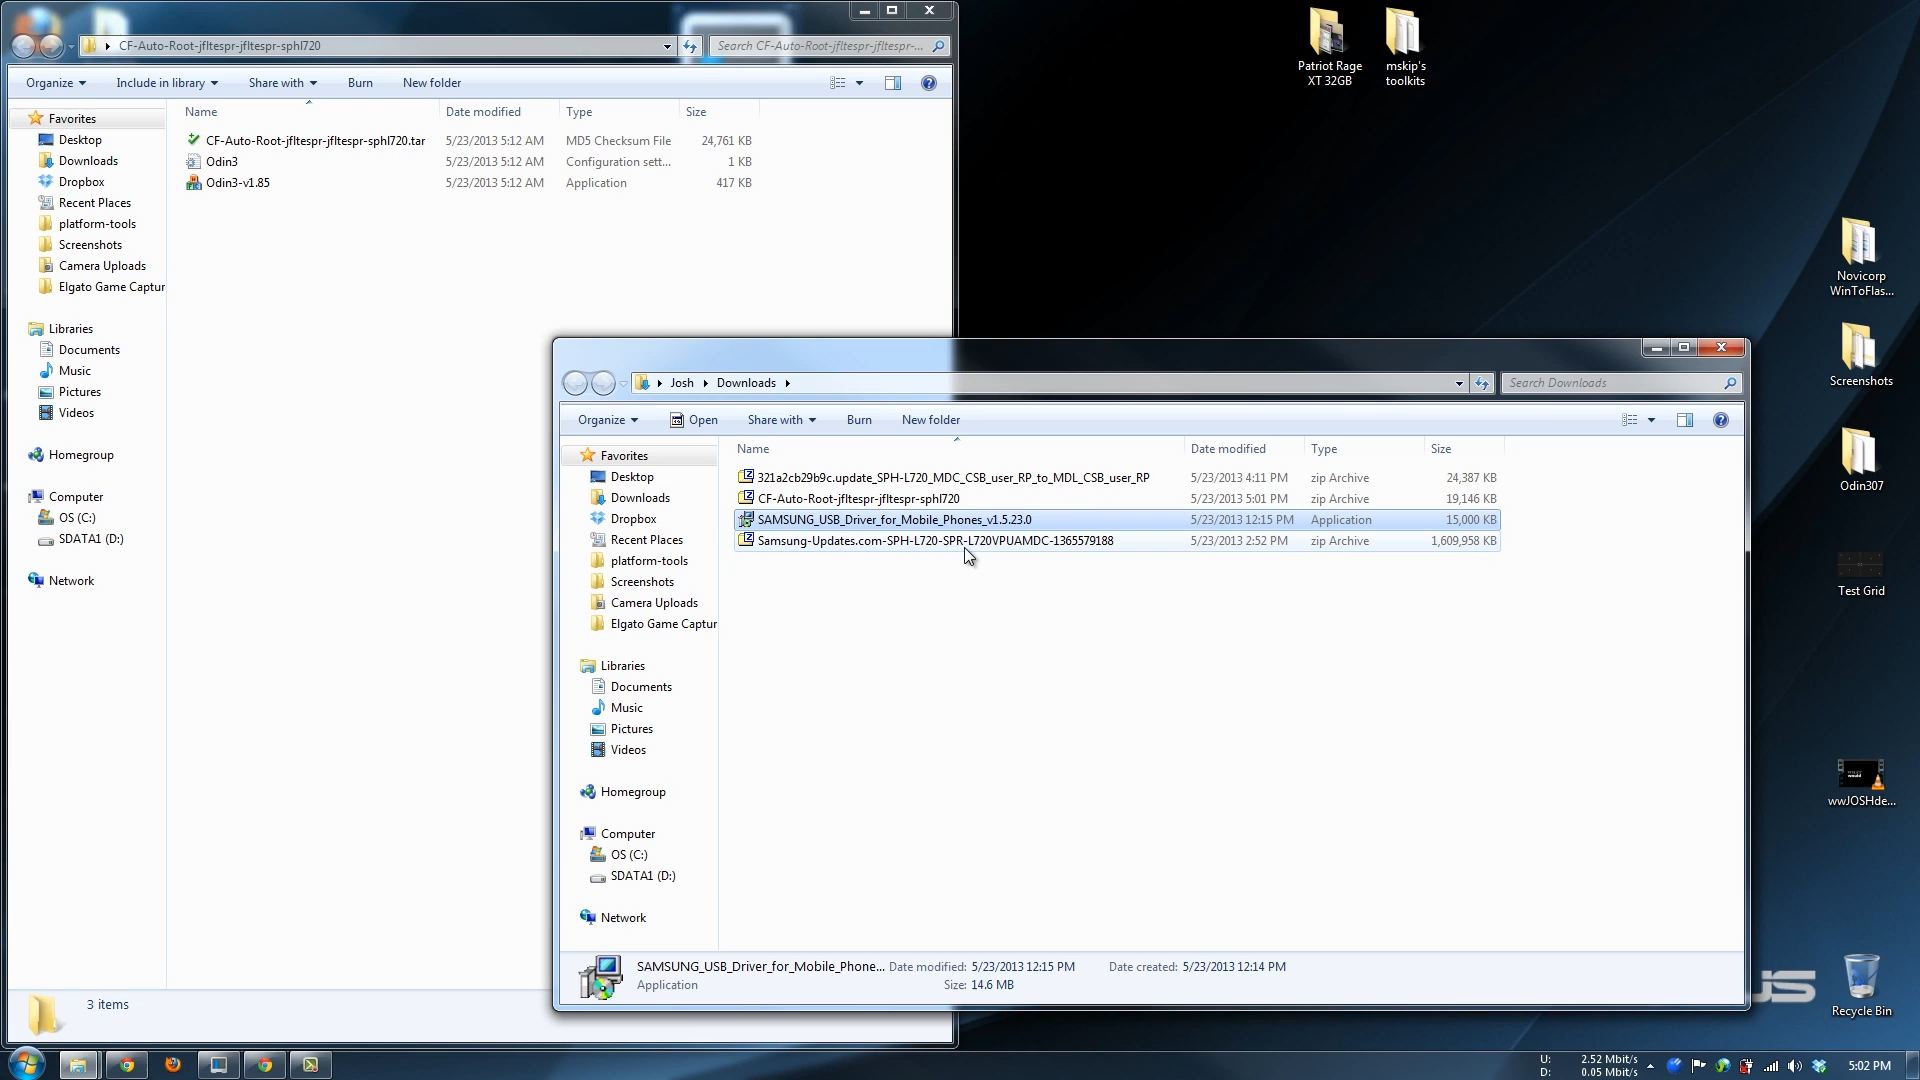 CF-Auto-Root-jfltespr-jfltespr-sphl720
Search CF-Auto-Root-jfltespr-jfltespr-...
Organize
Include in library
Share with
Burn
New folder
Name
Date modified
Type
Size
CF-Auto-Root-jfltespr-jfltespr-sphl720.tar 5/23/2013 5:12 AM MD5 Checksum File 24,761 KB
Odin3 5/23/2013 5:12 AM Configuration sett... 1 KB
Odin3-v1.85 5/23/2013 5:12 AM Application 417 KB
Favorites
Desktop
Downloads
Dropbox
Recent Places
platform-tools
Screenshots
Camera Uploads
Elgato Game Captur
Libraries
Documents
Music
Pictures
Videos
Homegroup
Computer
OS (C:)
SDATA1 (D:)
Network
3 items
Josh
Downloads
Search Downloads
Organize
Open
Share with
Burn
New folder
Name
Date modified
Type
Size
321a2cb29b9c.update_SPH-L720_MDC_CSB_user_RP_to_MDL_CSB_user_RP 5/23/2013 4:11 PM zip Archive 24,387 KB
CF-Auto-Root-jfltespr-jfltespr-sphl720 5/23/2013 5:01 PM zip Archive 19,146 KB
SAMSUNG_USB_Driver_for_Mobile_Phones_v1.5.23.0 5/23/2013 12:15 PM Application 15,000 KB
Samsung-Updates.com-SPH-L720-SPR-L720VPUAMDC-1365579188 5/23/2013 2:52 PM zip Archive 1,609,958 KB
Favorites
Desktop
Downloads
Dropbox
Recent Places
platform-tools
Screenshots
Camera Uploads
Elgato Game Captur
Libraries
Documents
Music
Pictures
Videos
Homegroup
Computer
OS (C:)
SDATA1 (D:)
Network
SAMSUNG_USB_Driver_for_Mobile_Phone... Date modified: 5/23/2013 12:15 PM Date created: 5/23/2013 12:14 PM
Application Size: 14.6 MB
Patriot Rage
XT 32GB
mskip's
toolkits
Novicorp
WinToFlas...
Screenshots
Odin307
Test Grid
wwJOSHde...
JS
Recycle Bin
U: 2.52 Mbit/s
D: 0.05 Mbit/s
5:02 PM